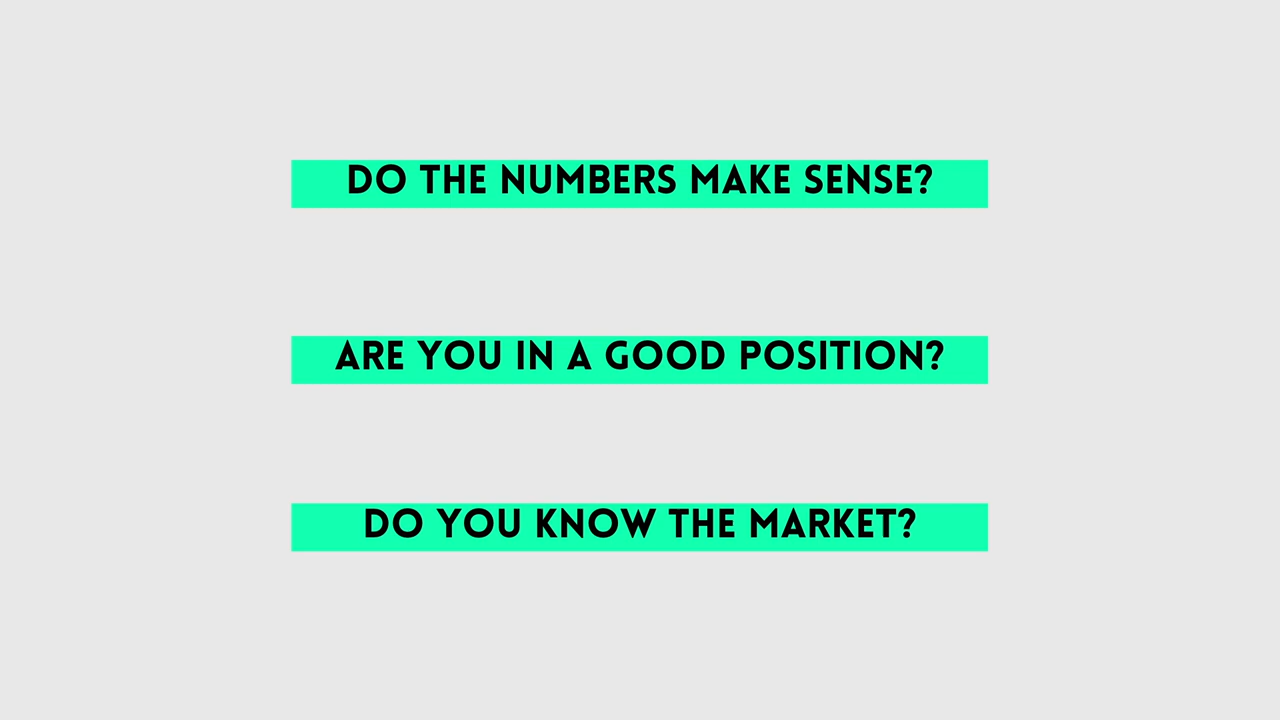 DO THE NUMBERS MAKE SENSE?
ARE YOU IN A GOOD POSITION?
DO YOU KNOW THE MARKET?